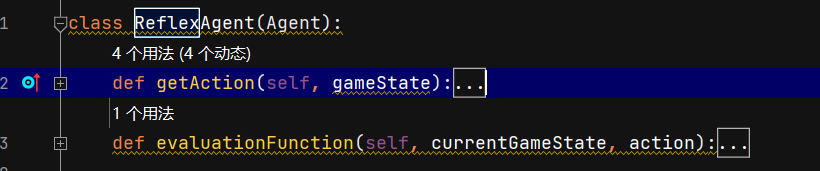 1 class ReflexAgent(Agent):
4 个用法 (4 个动态)
2 def getAction(self, gameState):...
1 个用法
3 def evaluationFunction(self, currentGameState, action):...